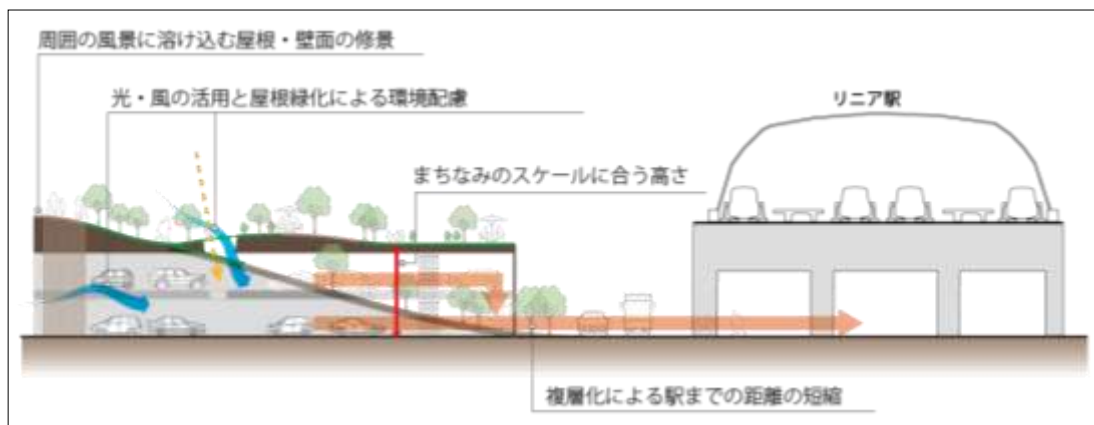 周囲の風景に溶け込む屋根・壁面の修景
光・風の活用と屋根緑化による環境配慮
リニア駅
まちなみのスケールに合う高さ
複層化による駅までの距離の短縮